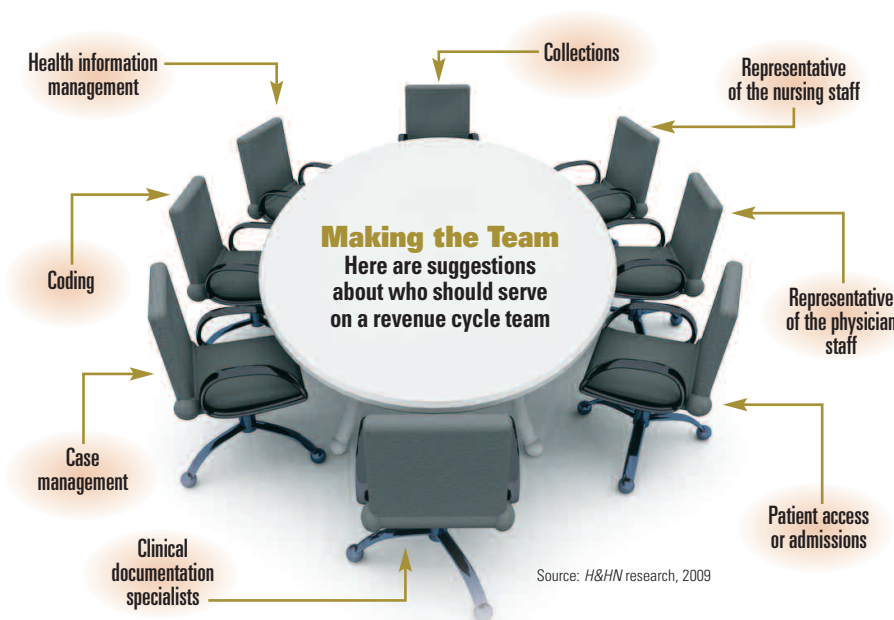 Making the Team
Here are suggestions
about who should serve
on a revenue cycle team
Collections
Representative
of the nursing staff
Representative
of the physician
staff
Patient access
or admissions
Clinical
documentation
specialists
Case
management
Coding
Health information
management
Source: H&HN research, 2009